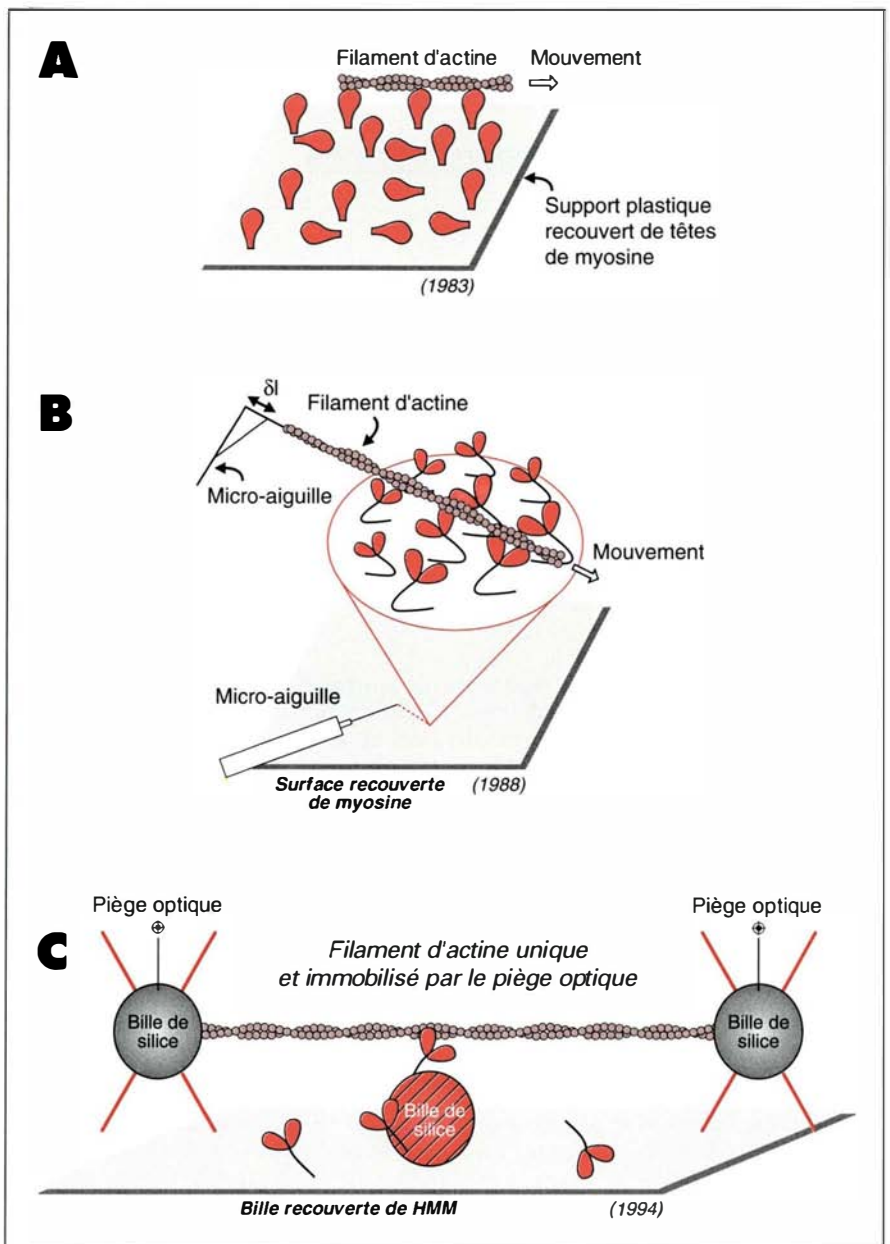 A
Filament d'actine
Mouvement
Support plastique
recouvert de têtes
de myosine
(1983)
B
δl
Filament d'actine
Micro-aiguille
Mouvement
Micro-aiguille
Surface recouverte
de myosine
(1988)
C
Piège optique
Piège optique
Filament d'actine unique
et immobilisé par le piège optique
Bille de
silice
Bille de
silice
Bille de
silice
Bille recouverte de HMM
(1994)